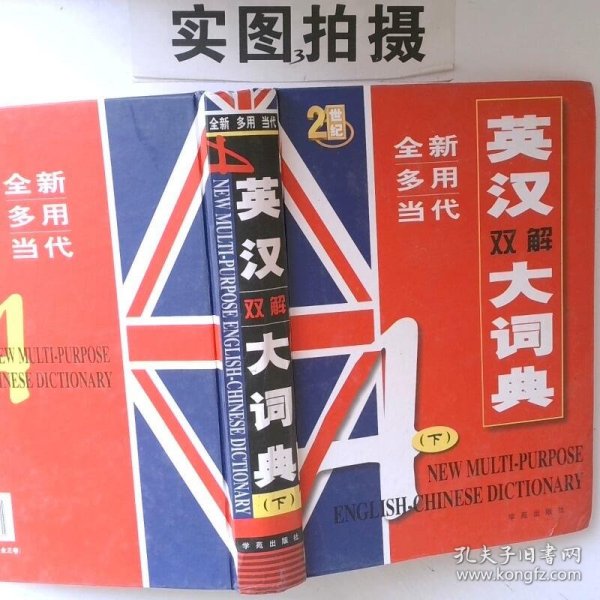 实图拍摄
3
全新
多用
当代
NEW MULTI-PURPOSE
CHINESE DICTIONARY
全新 多用 当代
英汉
双解
大词典
(下)
NEW MULTI-PURPOSE ENGLISH-CHINESE DICTIONARY
学苑出版社
21世纪
全新
多用
当代
英汉
双解
大词典
(下)
NEW MULTI-PURPOSE
ENGLISH-CHINESE DICTIONARY
学苑出版社
孔夫子旧书网
www.kongfz.com